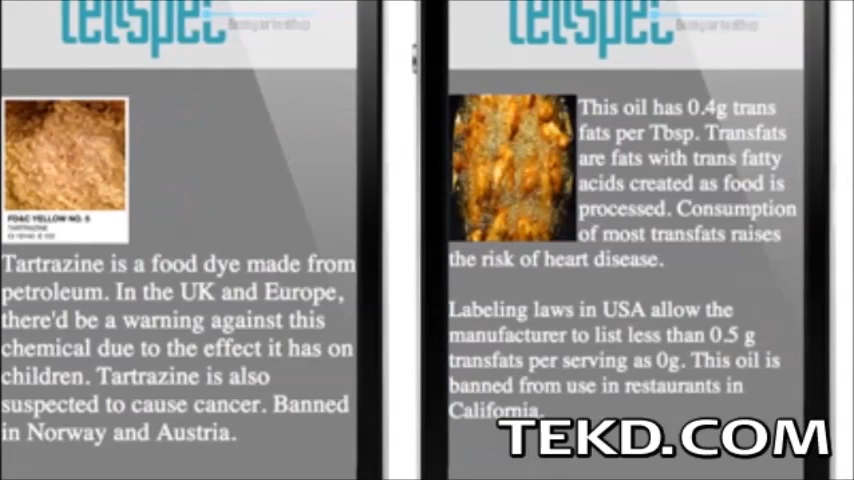 tellspec
FD&C YELLOW NO. 5
TARTRAZINE
Tartrazine is a food dye made from
petroleum. In the UK and Europe,
there'd be a warning against this
chemical due to the effect it has on
children. Tartrazine is also
suspected to cause cancer. Banned
in Norway and Austria.
tellspec
This oil has 0.4g trans
fats per Tbsp. Transfats
are fats with trans fatty
acids created as food is
processed. Consumption
of most transfats raises
the risk of heart disease.
Labeling laws in USA allow the
manufacturer to list less than 0.5 g
transfats per serving as 0g. This oil is
banned from use in restaurants in
California.
TEKD.COM